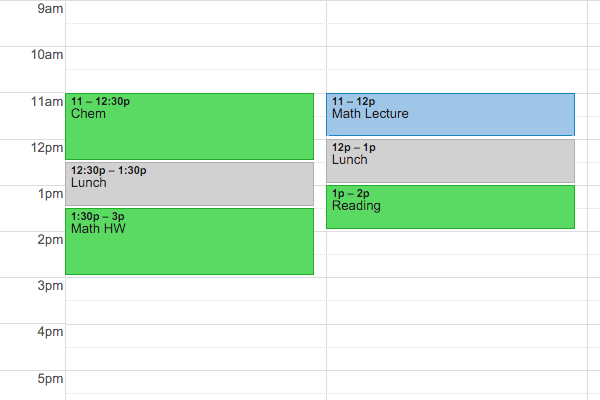 9am
10am
11am
12pm
1pm
2pm
3pm
4pm
5pm
11 – 12:30p
Chem
12:30p – 1:30p
Lunch
1:30p – 3p
Math HW
11 – 12p
Math Lecture
12p – 1p
Lunch
1p – 2p
Reading